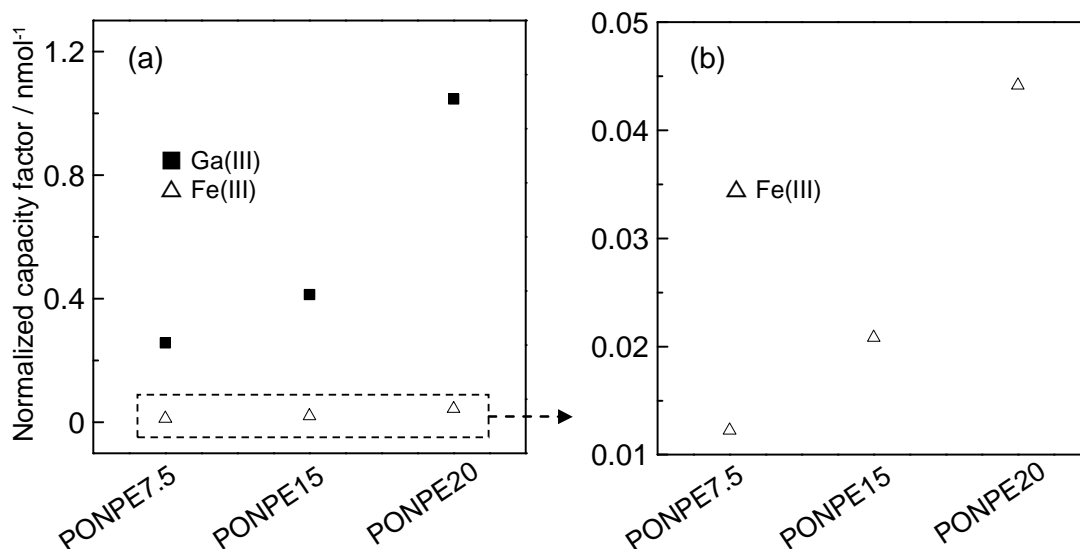 Normalized capacity factor / nmol⁻¹
(a)
1.2
0.8
0.4
0
Ga(III)
Fe(III)
PONPE7.5
PONPE15
PONPE20
(b)
0.05
0.04
0.03
0.02
0.01
Fe(III)
PONPE7.5
PONPE15
PONPE20